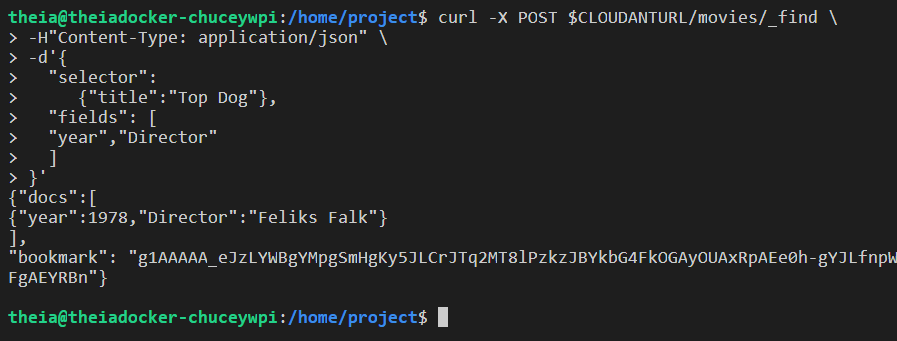 theia@theiadocker-chuceywpi:/home/project$ curl -X POST $CLOUDANTURL/movies/_find \
> -H"Content-Type: application/json" \
> -d'{
>   "selector":
>      {"title":"Top Dog"},
>   "fields": [
>   "year","Director"
>   ]
> }'
{"docs":[
{"year":1978,"Director":"Feliks Falk"}
],
"bookmark": "g1AAAAA_eJzLYWBgYMpgSmHgKy5JLCrJTq2MT8lPzkzJBYkbG4FkOGAyOUAxRpAEe0h-gYJLfnpW
FgAEYRBn"}
theia@theiadocker-chuceywpi:/home/project$